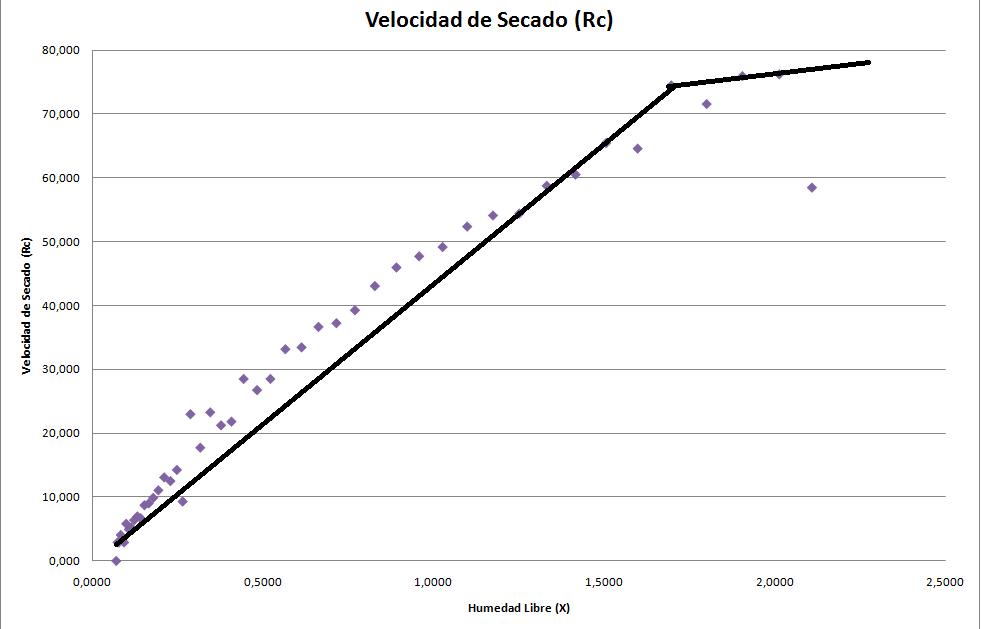 Velocidad de Secado (Rc)
80,000
70,000
60,000
50,000
40,000
30,000
20,000
10,000
0,000
Velocidad de Secado (Rc)
0,0000 0,5000 1,0000 1,5000 2,0000 2,5000
Humedad Libre (X)